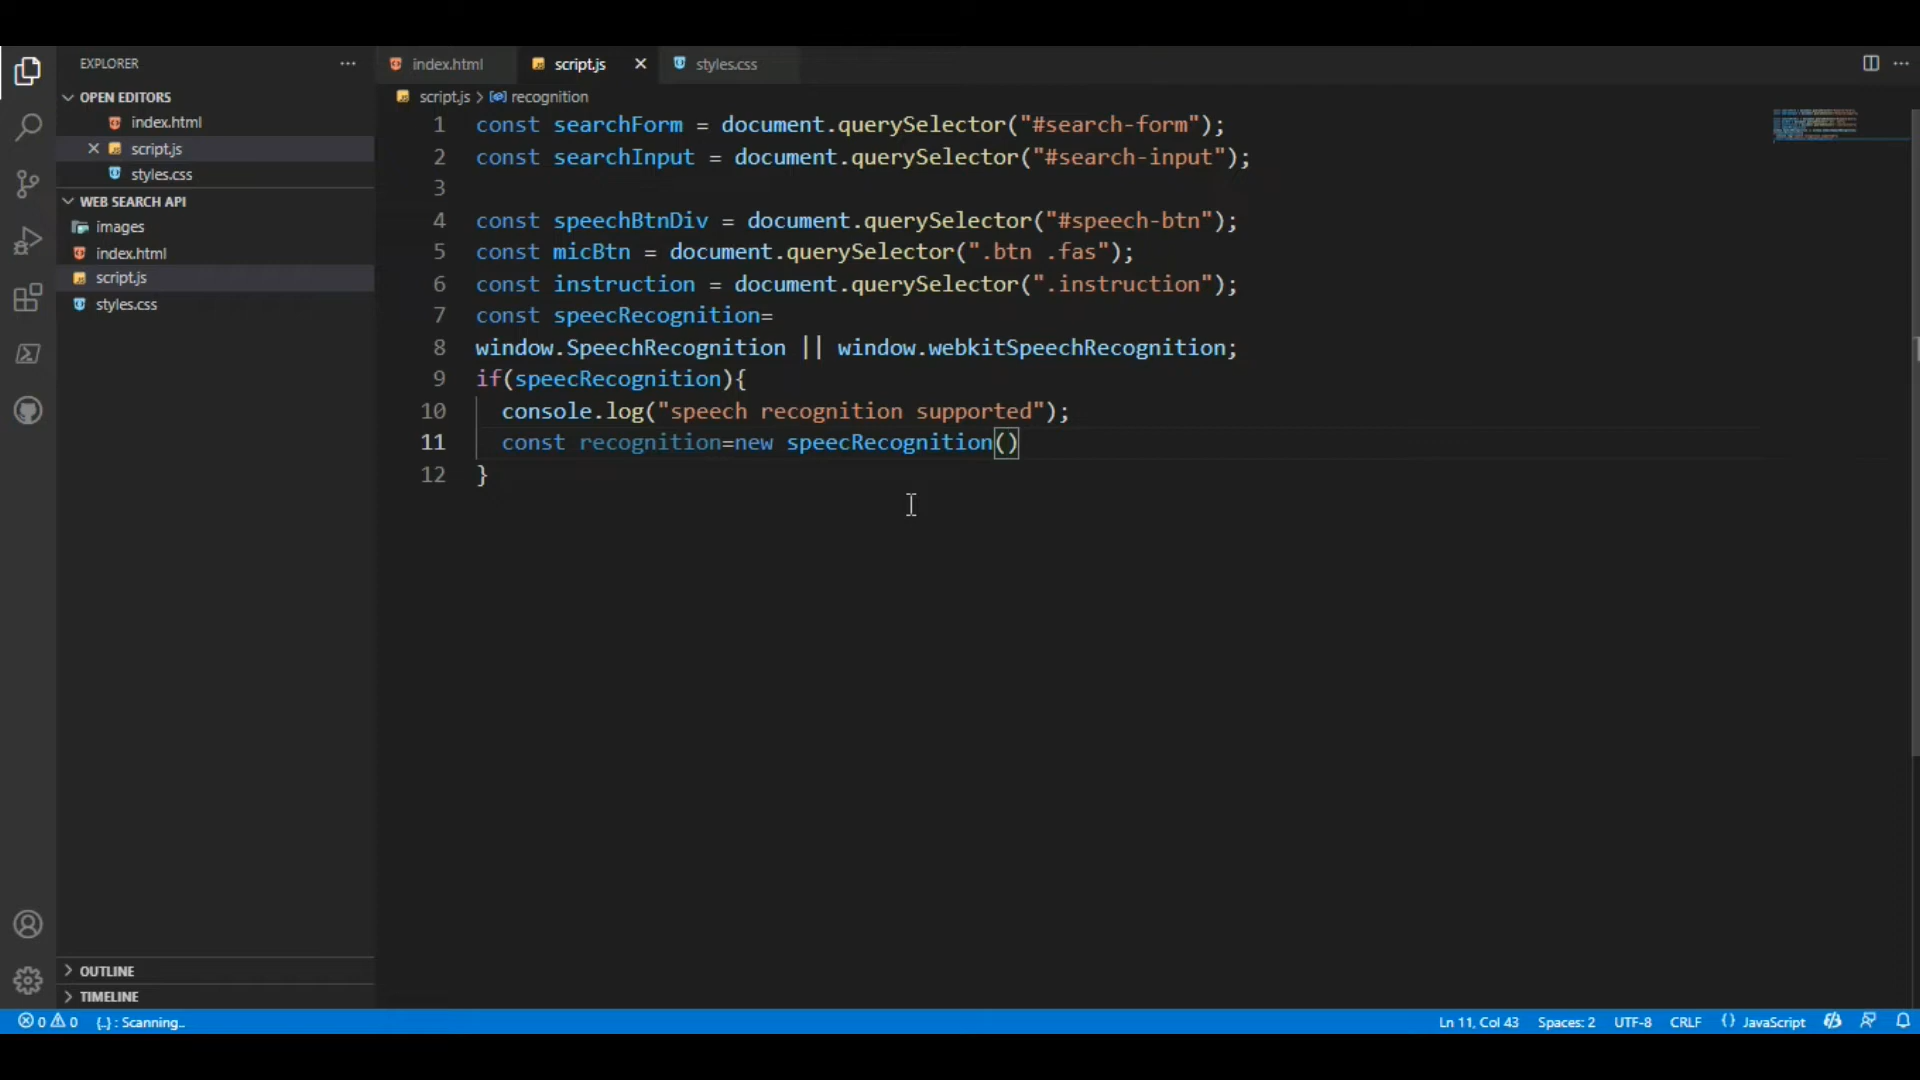 EXPLORER
OPEN EDITORS
index.html
script.js
styles.css
WEB SEARCH API
images
index.html
script.js
styles.css
OUTLINE
TIMELINE
index.html script.js styles.css
script.js > recognition
1 const searchForm = document.querySelector("#search-form");
2 const searchInput = document.querySelector("#search-input");
3
4 const speechBtnDiv = document.querySelector("#speech-btn");
5 const micBtn = document.querySelector(".btn .fas");
6 const instruction = document.querySelector(".instruction");
7 const speecRecognition=
8 window.SpeechRecognition || window.webkitSpeechRecognition;
9 if(speecRecognition){
10 console.log("speech recognition supported");
11 const recognition=new speecRecognition()
12 }
0 0 {..} : Scanning.. Ln 11, Col 43 Spaces: 2 UTF-8 CRLF {} JavaScript